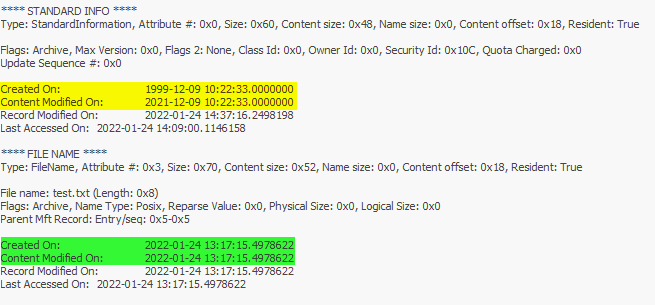 **** STANDARD INFO ****
Type: StandardInformation, Attribute #: 0x0, Size: 0x60, Content size: 0x48, Name size: 0x0, Content offset: 0x18, Resident: True
Flags: Archive, Max Version: 0x0, Flags 2: None, Class Id: 0x0, Owner Id: 0x0, Security Id: 0x10C, Quota Charged: 0x0
Update Sequence #: 0x0
Created On: 1999-12-09 10:22:33.0000000
Content Modified On: 2021-12-09 10:22:33.0000000
Record Modified On: 2022-01-24 14:37:16.2498198
Last Accessed On: 2022-01-24 14:09:00.1146158
**** FILE NAME ****
Type: FileName, Attribute #: 0x3, Size: 0x70, Content size: 0x52, Name size: 0x0, Content offset: 0x18, Resident: True
File name: test.txt (Length: 0x8)
Flags: Archive, Name Type: Posix, Reparse Value: 0x0, Physical Size: 0x0, Logical Size: 0x0
Parent Mft Record: Entry/seq: 0x5-0x5
Created On: 2022-01-24 13:17:15.4978622
Content Modified On: 2022-01-24 13:17:15.4978622
Record Modified On: 2022-01-24 13:17:15.4978622
Last Accessed On: 2022-01-24 13:17:15.4978622